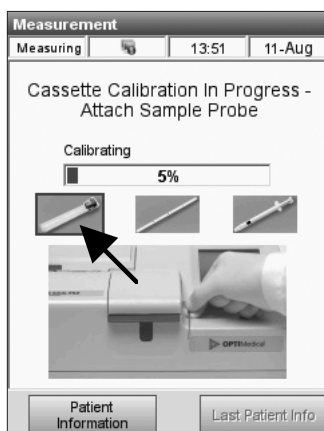 Measurement
Measuring 13:51 11-Aug
Cassette Calibration In Progress -
Attach Sample Probe
Calibrating
5%
OPTIMedical
Patient
Information
Last Patient Info